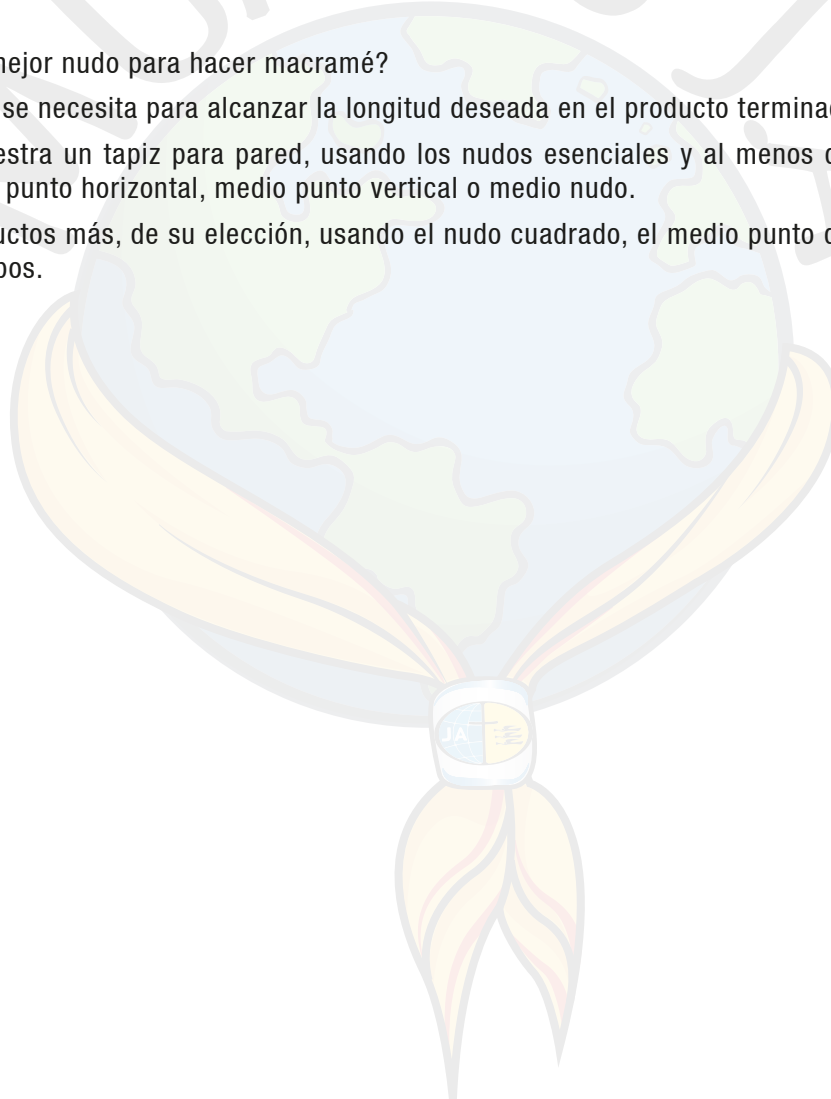 mejor nudo para hacer macramé?
se necesita para alcanzar la longitud deseada en el producto
estra un tapiz para pared, usando los nudos esenciales y al menos
punto horizontal, medio punto vertical o medio nudo.
uctos más, de su elección, usando el nudo cuadrado, el medio punto
pos.
JA